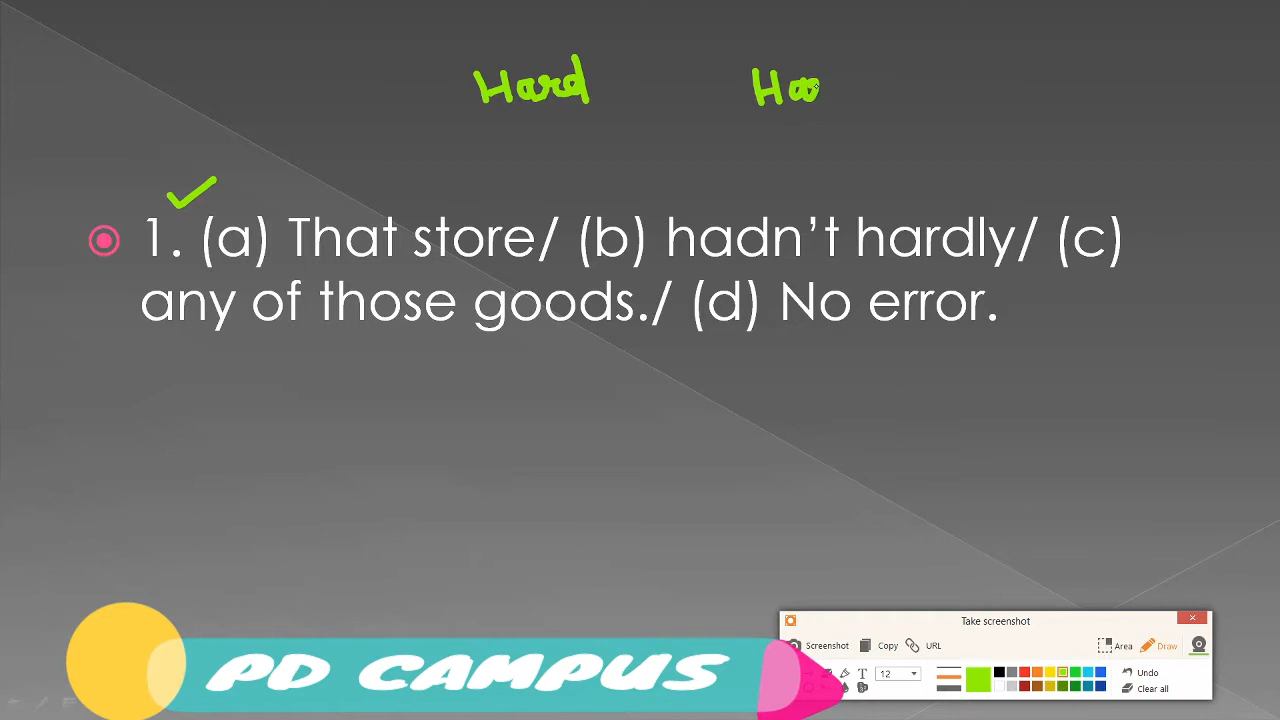 Hard
1. (a) That store/ (b) hadn’t hardly/ (c)
any of those goods./ (d) No error.
Take screenshot
Screenshot Copy URL Area Draw
T 12 Undo
Clear all
PD CAMPUS